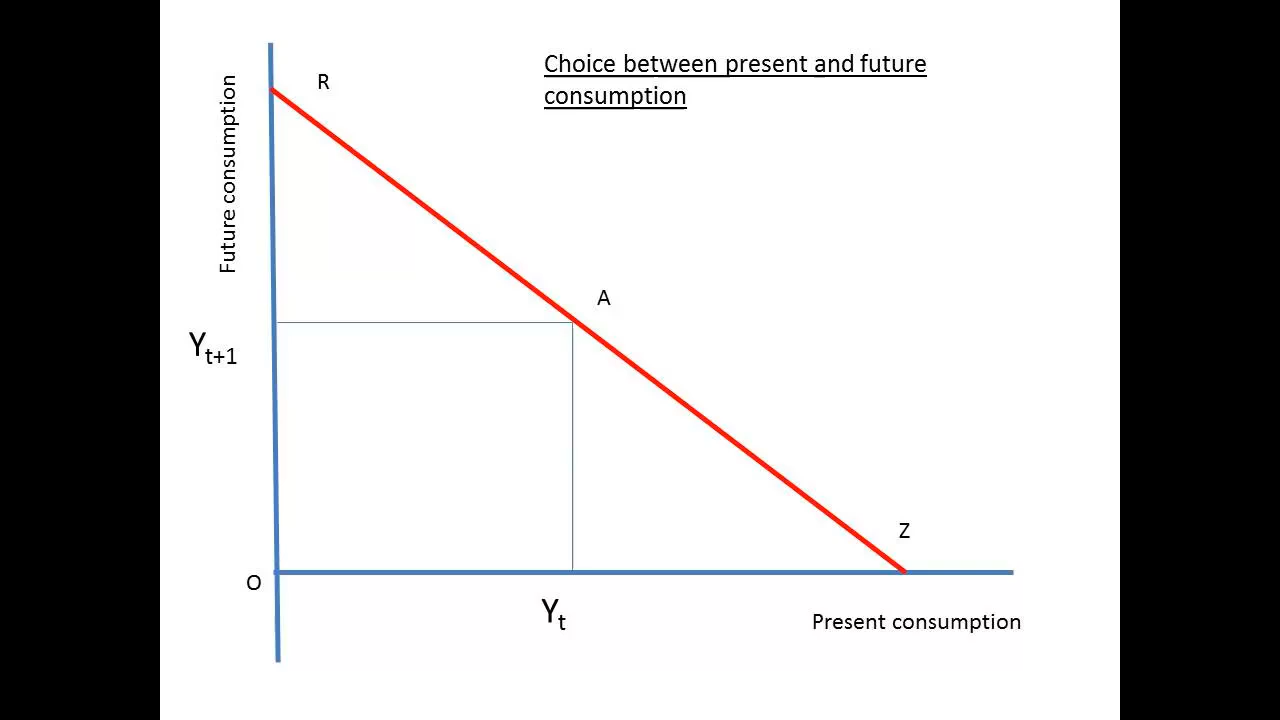 Choice between present and future
consumption
R
Future consumption
A
Yt+1
Z
O
Yt
Present consumption